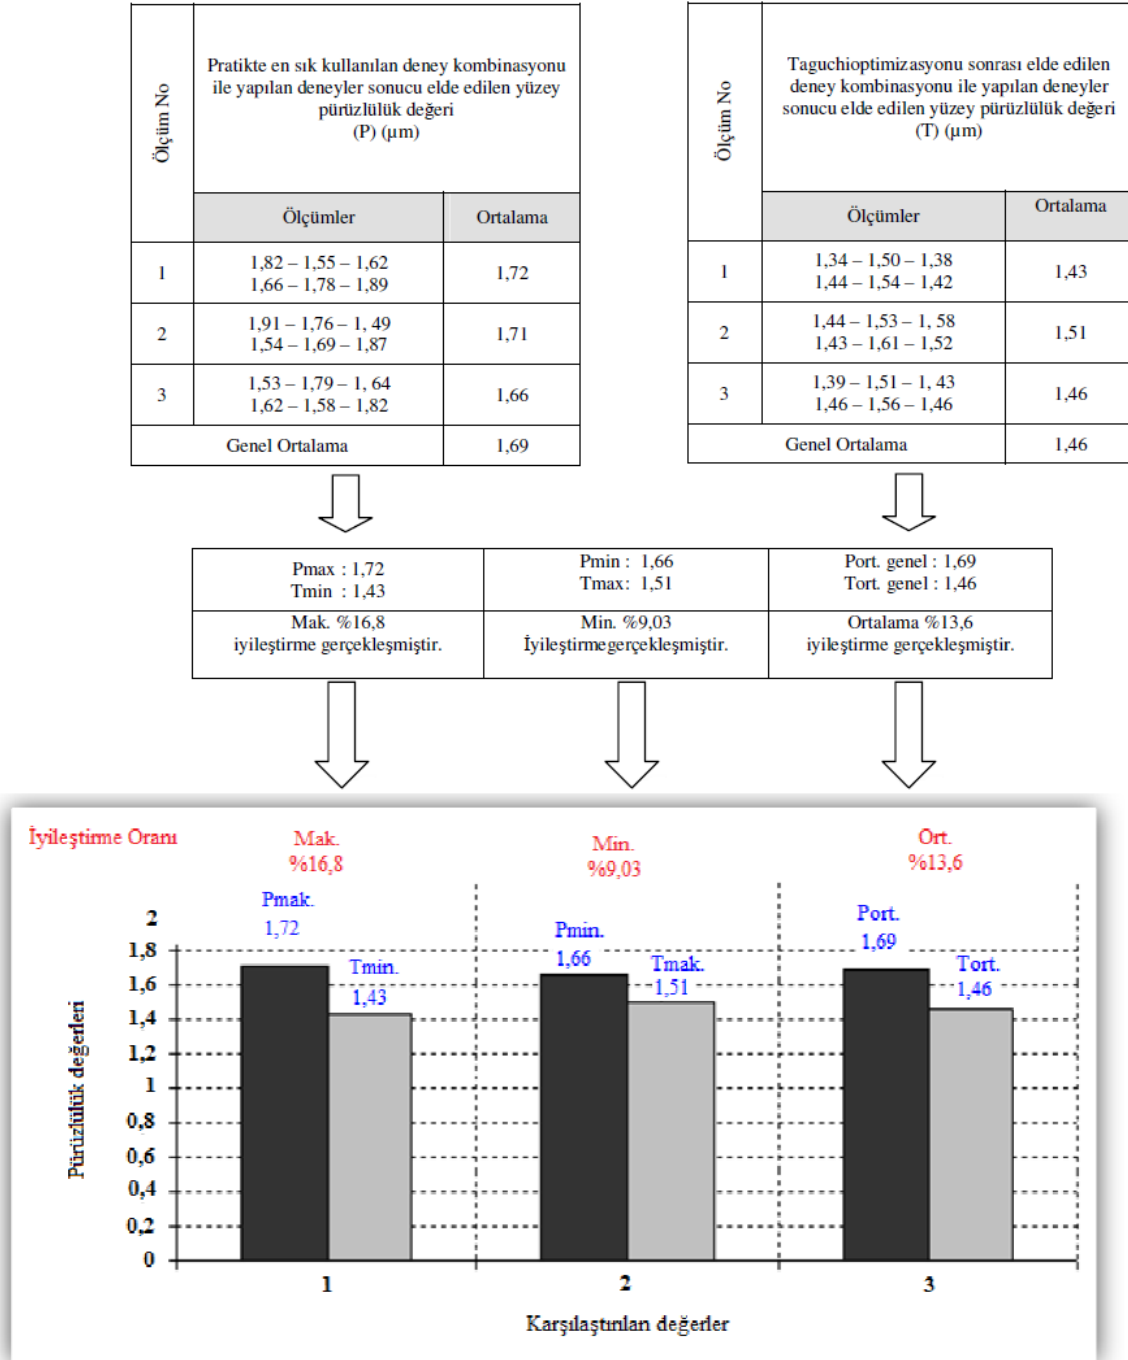 Ölçüm No
Pratikte en sık kullanılan deney kombinasyonu
ile yapılan deneyler sonucu elde edilen yüzey
pürüzlülük değeri
(P) (µm)
Ölçümler
Ortalama
1
1,82 – 1,55 – 1,62
1,66 – 1,78 – 1,89
1,72
2
1,91 – 1,76 – 1, 49
1,54 – 1,69 – 1,87
1,71
3
1,53 – 1,79 – 1, 64
1,62 – 1,58 – 1,82
1,66
Genel Ortalama
1,69
Ölçüm No
Taguchioptimizasyonu sonrası elde edilen
deney kombinasyonu ile yapılan deneyler
sonucu elde edilen yüzey pürüzlülük değeri
(T) (µm)
Ölçümler
Ortalama
1
1,34 – 1,50 – 1,38
1,44 – 1,54 – 1,42
1,43
2
1,44 – 1,53 – 1, 58
1,43 – 1,61 – 1,52
1,51
3
1,39 – 1,51 – 1, 43
1,46 – 1,56 – 1,46
1,46
Genel Ortalama
1,46
Pmax : 1,72
Tmin : 1,43
Pmin : 1,66
Tmax: 1,51
Port. genel : 1,69
Tort. genel : 1,46
Mak. %16,8
iyileştirme gerçekleşmiştir.
Min. %9,03
İyileştirmegerçekleşmiştir.
Ortalama %13,6
iyileştirme gerçekleşmiştir.
İyileştirme Oranı
Mak.
%16,8
Min.
%9,03
Ort.
%13,6
Pmak.
1,72
Tmin.
1,43
Pmin.
1,66
Tmak.
1,51
Port.
1,69
Tort.
1,46
Pürüzlülük değerleri
2
1,8
1,6
1,4
1,2
1
0,8
0,6
0,4
0,2
0
1
2
3
Karşılaştırılan değerler